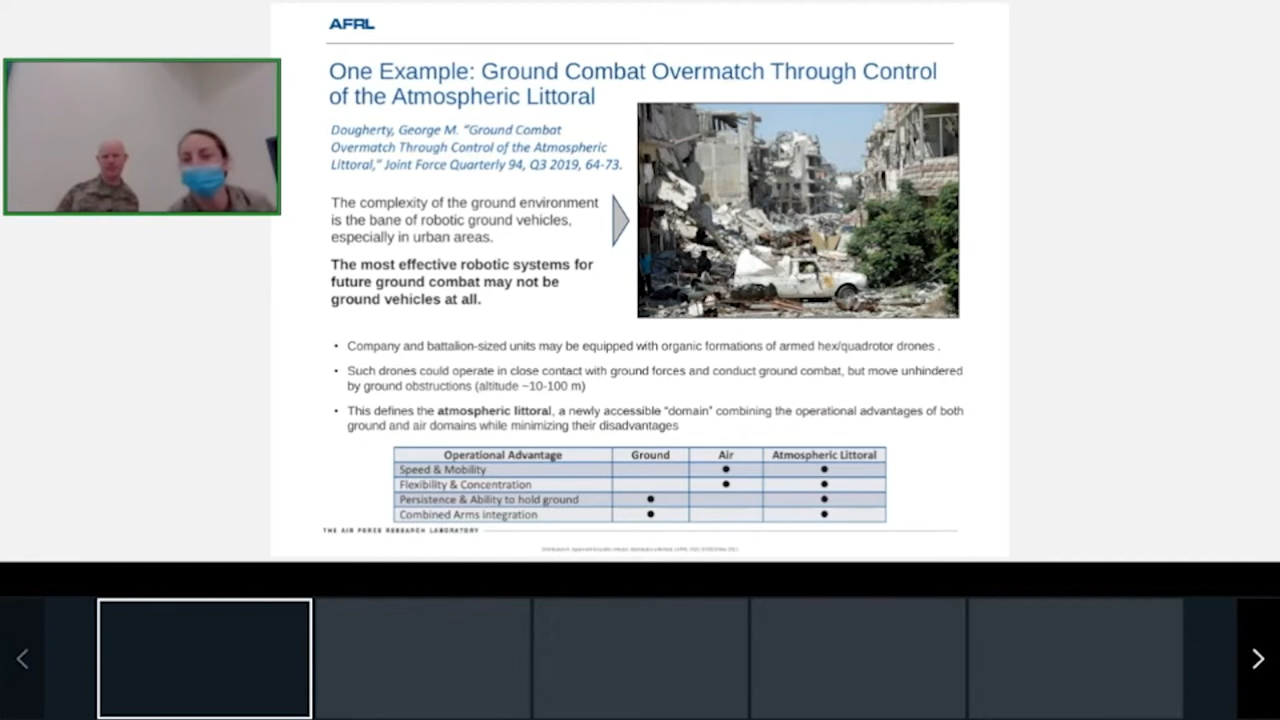 AFRL
One Example: Ground Combat Overmatch Through Control
of the Atmospheric Littoral
Dougherty, George M. “Ground Combat
Overmatch Through Control of the Atmospheric
Littoral,” Joint Force Quarterly 94, Q3 2019, 64-73.
The complexity of the ground environment
is the bane of robotic ground vehicles,
especially in urban areas.
The most effective robotic systems for
future ground combat may not be
ground vehicles at all.
• Company and battalion-sized units may be equipped with organic formations of armed hex/quadrotor drones .
• Such drones could operate in close contact with ground forces and conduct ground combat, but move unhindered
by ground obstructions (altitude ~10-100 m)
• This defines the atmospheric littoral, a newly accessible “domain” combining the operational advantages of both
ground and air domains while minimizing their disadvantages
Operational Advantage Ground Air Atmospheric Littoral
Speed & Mobility • •
Flexibility & Concentration • •
Persistence & Ability to hold ground • •
Combined Arms integration • •
THE AIR FORCE RESEARCH LABORATORY